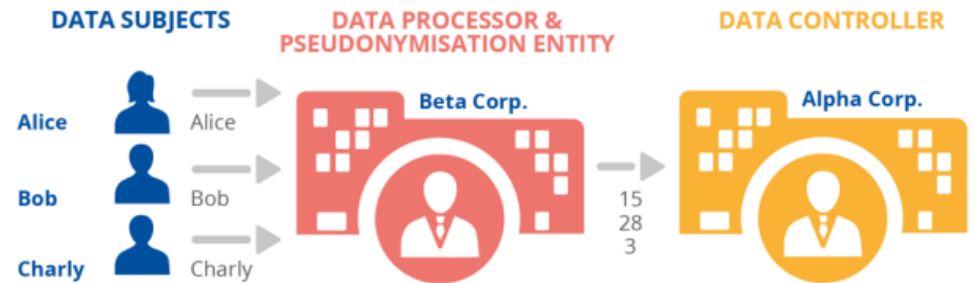 DATA SUBJECTS
DATA PROCESSOR &
PSEUDONYMISATION ENTITY
DATA CONTROLLER
Beta Corp.
Alpha Corp.
Alice
Alice
Bob
Bob
Charly
Charly
15
28
3